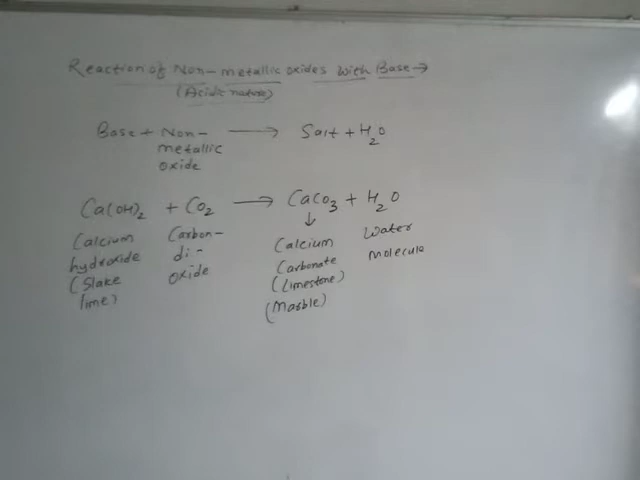 Reaction of Non-metallic oxides with Base →
(Acidic nature)
Base + Non-metallic oxide → Salt + H₂O
Ca(OH)₂ + CO₂ → CaCO₃ + H₂O
↓
Calcium hydroxide (Slake lime)
Carbon-di-oxide
Calcium Carbonate (Limestone) (Marble)
Water molecule